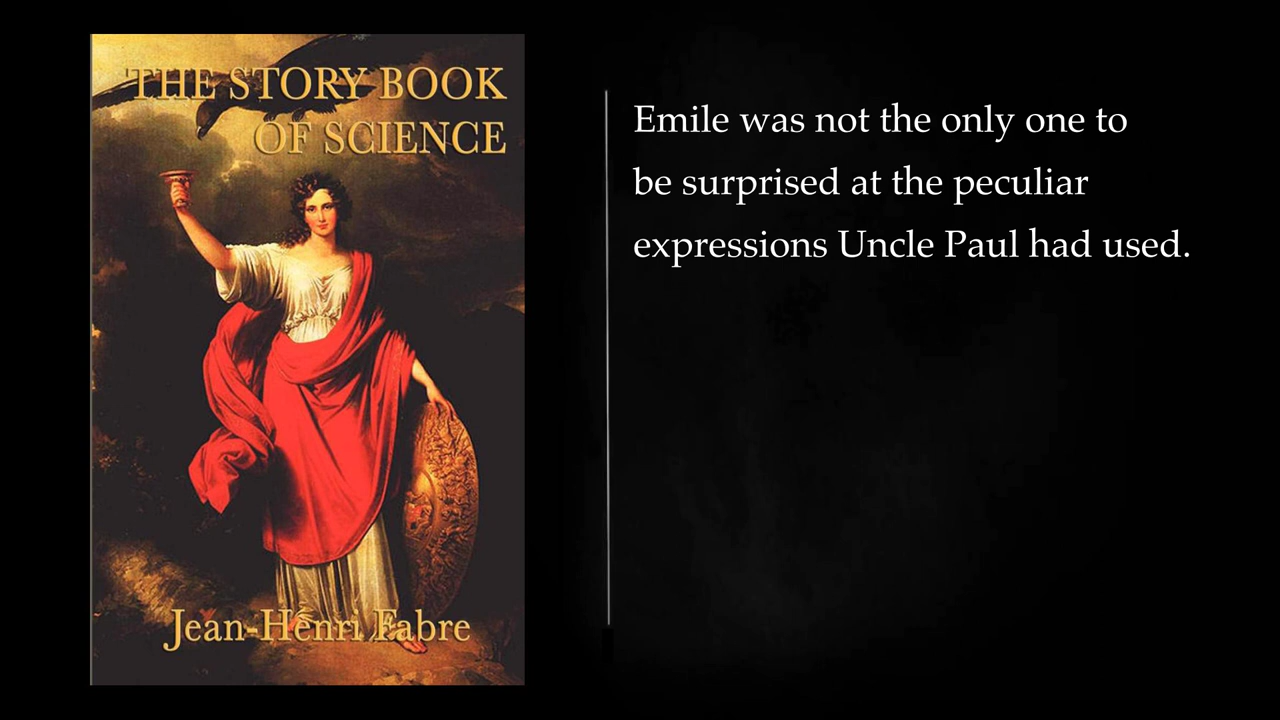 THE STORY BOOK
OF SCIENCE
Jean-Henri Fabre
Emile was not the only one to
be surprised at the peculiar
expressions Uncle Paul had used.